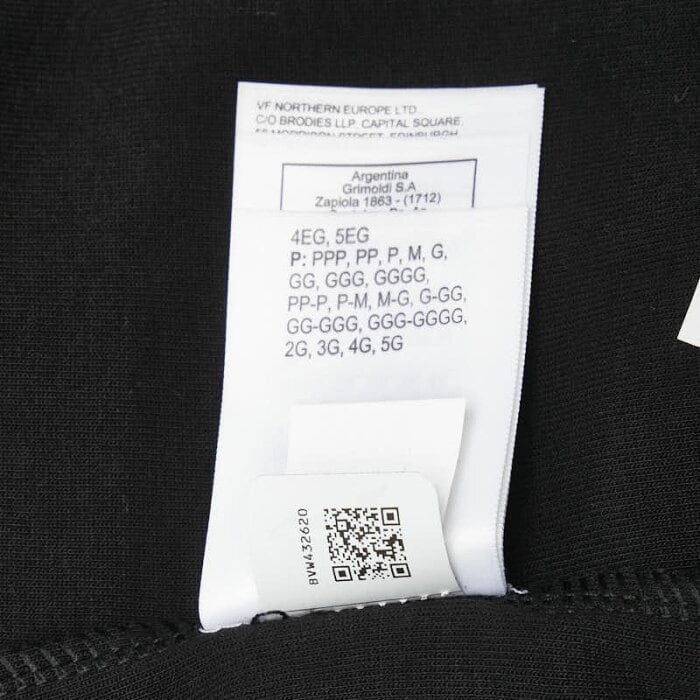 VF NORTHERN EUROPE LTD.
C/O BRODIES LLP, CAPITAL SQUARE,
Argentina
Grimoldi S.A
Zapiola 1863 - (1712)
4EG, 5EG
P: PPP, PP, P, M, G,
GG, GGG, GGGG,
PP-P, P-M, M-G, G-GG,
GG-GGG, GGG-GGGG,
2G, 3G, 4G, 5G
8VW432620